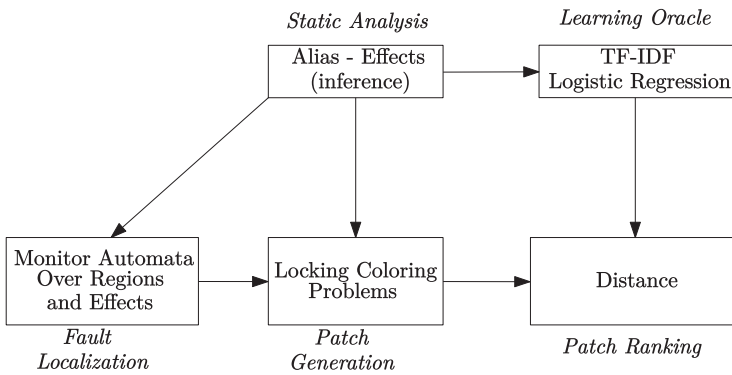 Static Analysis
Learning Oracle
Alias - Effects
(inference)
TF-IDF
Logistic Regression
Monitor Automata
Over Regions
and Effects
Locking Coloring
Problems
Distance
Fault
Localization
Patch
Generation
Patch Ranking